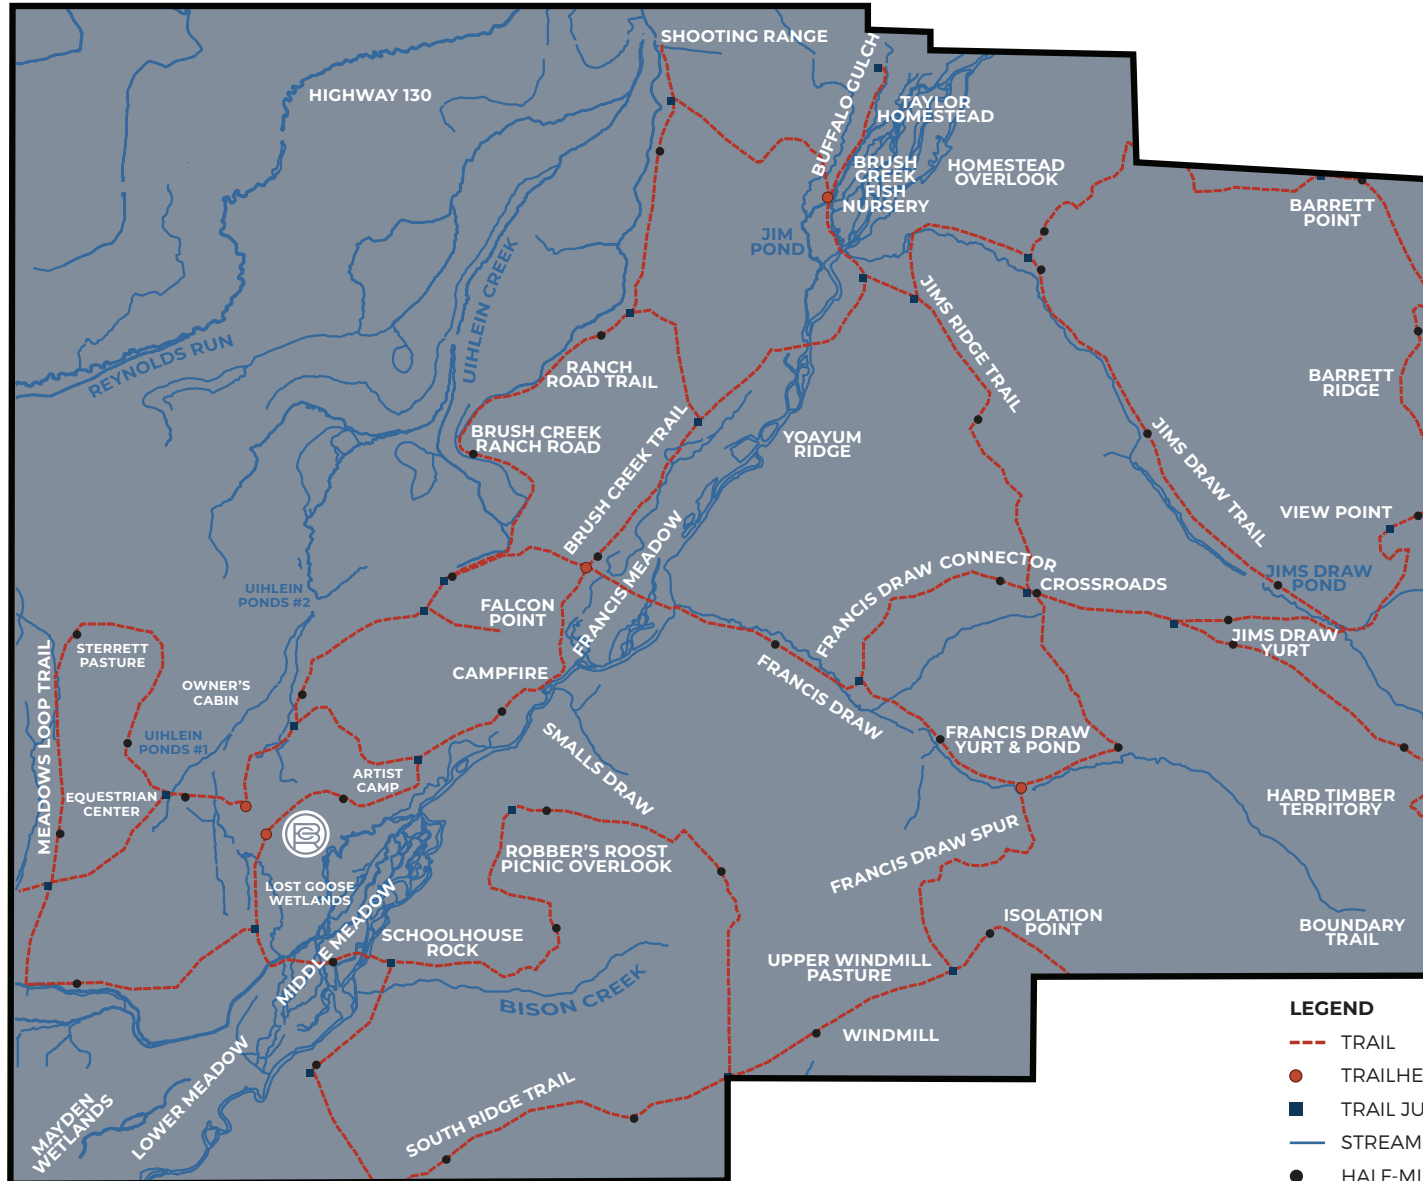 SHOOTING RANGE
HIGHWAY 130
BUFFALO GULCH
TAYLOR
HOMESTEAD
BRUSH
CREEK
FISH
NURSERY
HOMESTEAD
OVERLOOK
BARRETT
POINT
JIM
POND
UIHLEIN CREEK
REYNOLDS RUN
JIMS RIDGE TRAIL
RANCH
ROAD TRAIL
BARRETT
RIDGE
BRUSH CREEK
RANCH ROAD
BRUSH CREEK TRAIL
YOAYUM
RIDGE
JIMS DRAW TRAIL
VIEW POINT
FRANCIS MEADOW
FRANCIS DRAW CONNECTOR
CROSSROADS
JIMS DRAW
POND
UIHLEIN
PONDS #2
FALCON
POINT
JIMS DRAW
YURT
MEADOWS LOOP TRAIL
STERRETT
PASTURE
OWNER'S
CABIN
CAMPFIRE
FRANCIS DRAW
UIHLEIN
PONDS #1
SMALLS DRAW
FRANCIS DRAW
YURT & POND
ARTIST
CAMP
EQUESTRIAN
CENTER
HARD TIMBER
TERRITORY
BCR
ROBBER'S ROOST
PICNIC OVERLOOK
FRANCIS DRAW SPUR
LOST GOOSE
WETLANDS
MIDDLE MEADOW
SCHOOLHOUSE
ROCK
ISOLATION
POINT
BOUNDARY
TRAIL
UPPER WINDMILL
PASTURE
BISON CREEK
WINDMILL
LOWER MEADOW
MAYDEN
WETLANDS
SOUTH RIDGE TRAIL
LEGEND
TRAIL
TRAILHE
TRAIL JU
STREAM
HALF-MI